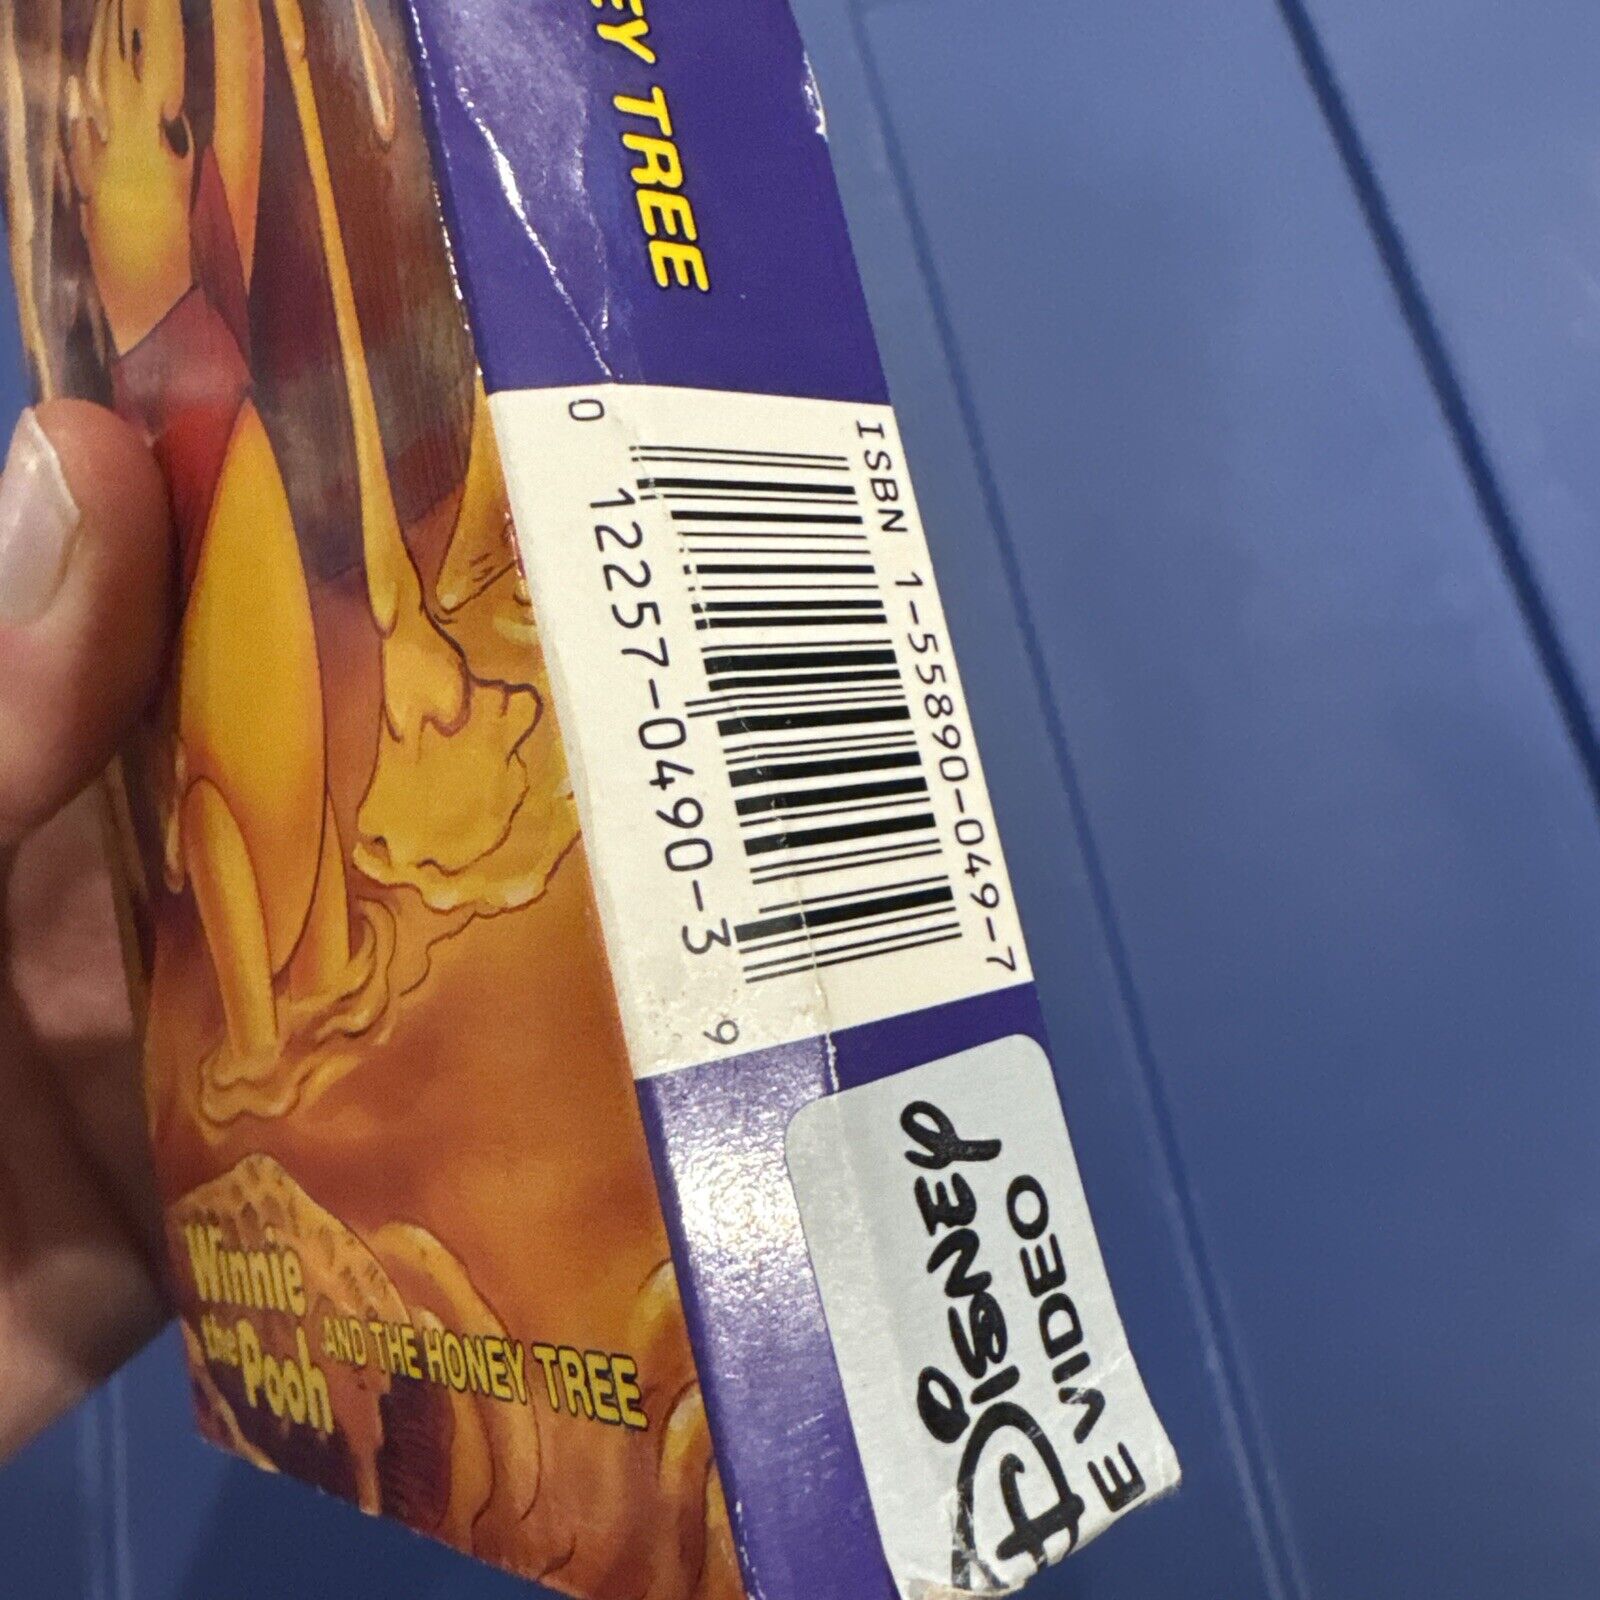 EY TREE
ISBN 1-55890-049-7
0 12257-0490-3 9
Disney
E VIDEO
Winnie
the Pooh AND THE HONEY TREE